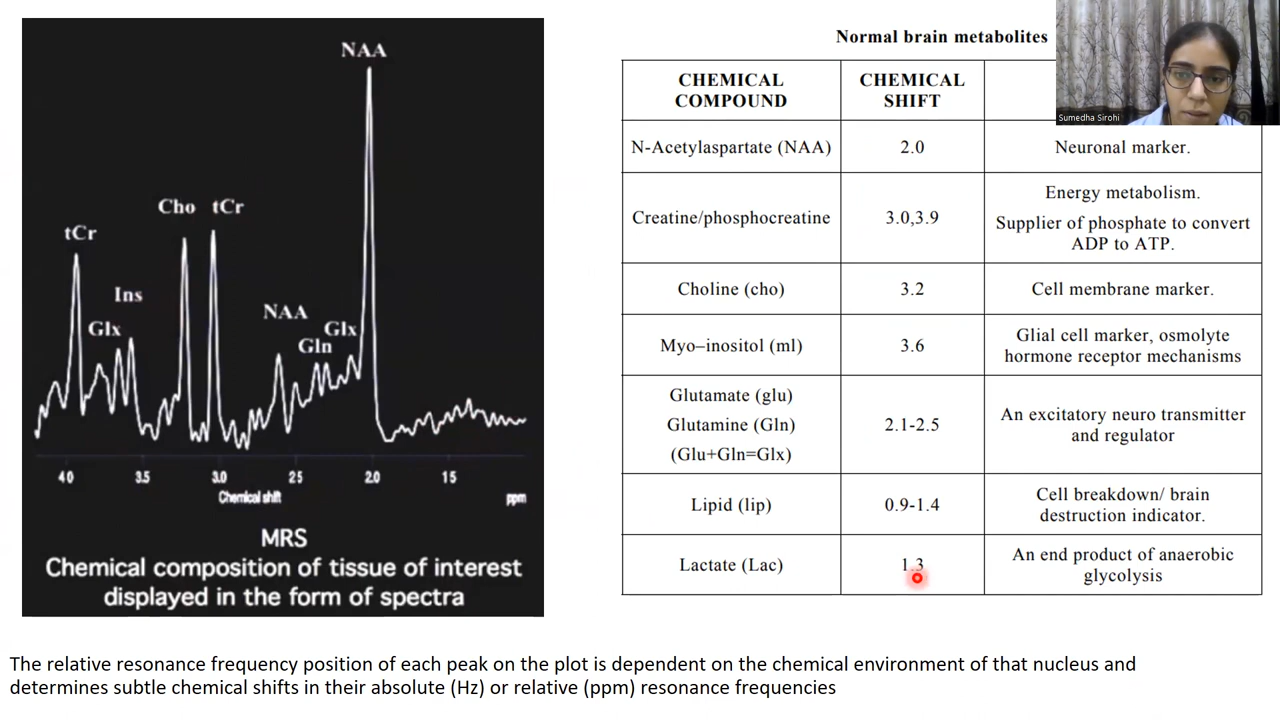 NAA
Cho tCr
tCr
Ins
NAA
Glx
Glx
Gln
4.0 3.5 3.0 25 2.0 15
Chemical shift
ppm
MRS
Chemical composition of tissue of interest
displayed in the form of spectra
Normal brain metabolites
Sumedha Sirohi
CHEMICAL
COMPOUND
CHEMICAL
SHIFT
N-Acetylaspartate (NAA)
2.0
Neuronal marker.
Creatine/phosphocreatine
3.0,3.9
Energy metabolism.
Supplier of phosphate to convert
ADP to ATP.
Choline (cho)
3.2
Cell membrane marker.
Myo–inositol (ml)
3.6
Glial cell marker, osmolyte
hormone receptor mechanisms
Glutamate (glu)
Glutamine (Gln)
(Glu+Gln=Glx)
2.1-2.5
An excitatory neuro transmitter
and regulator
Lipid (lip)
0.9-1.4
Cell breakdown/ brain
destruction indicator.
Lactate (Lac)
1.3
An end product of anaerobic
glycolysis
The relative resonance frequency position of each peak on the plot is dependent on the chemical environment of that nucleus and
determines subtle chemical shifts in their absolute (Hz) or relative (ppm) resonance frequencies